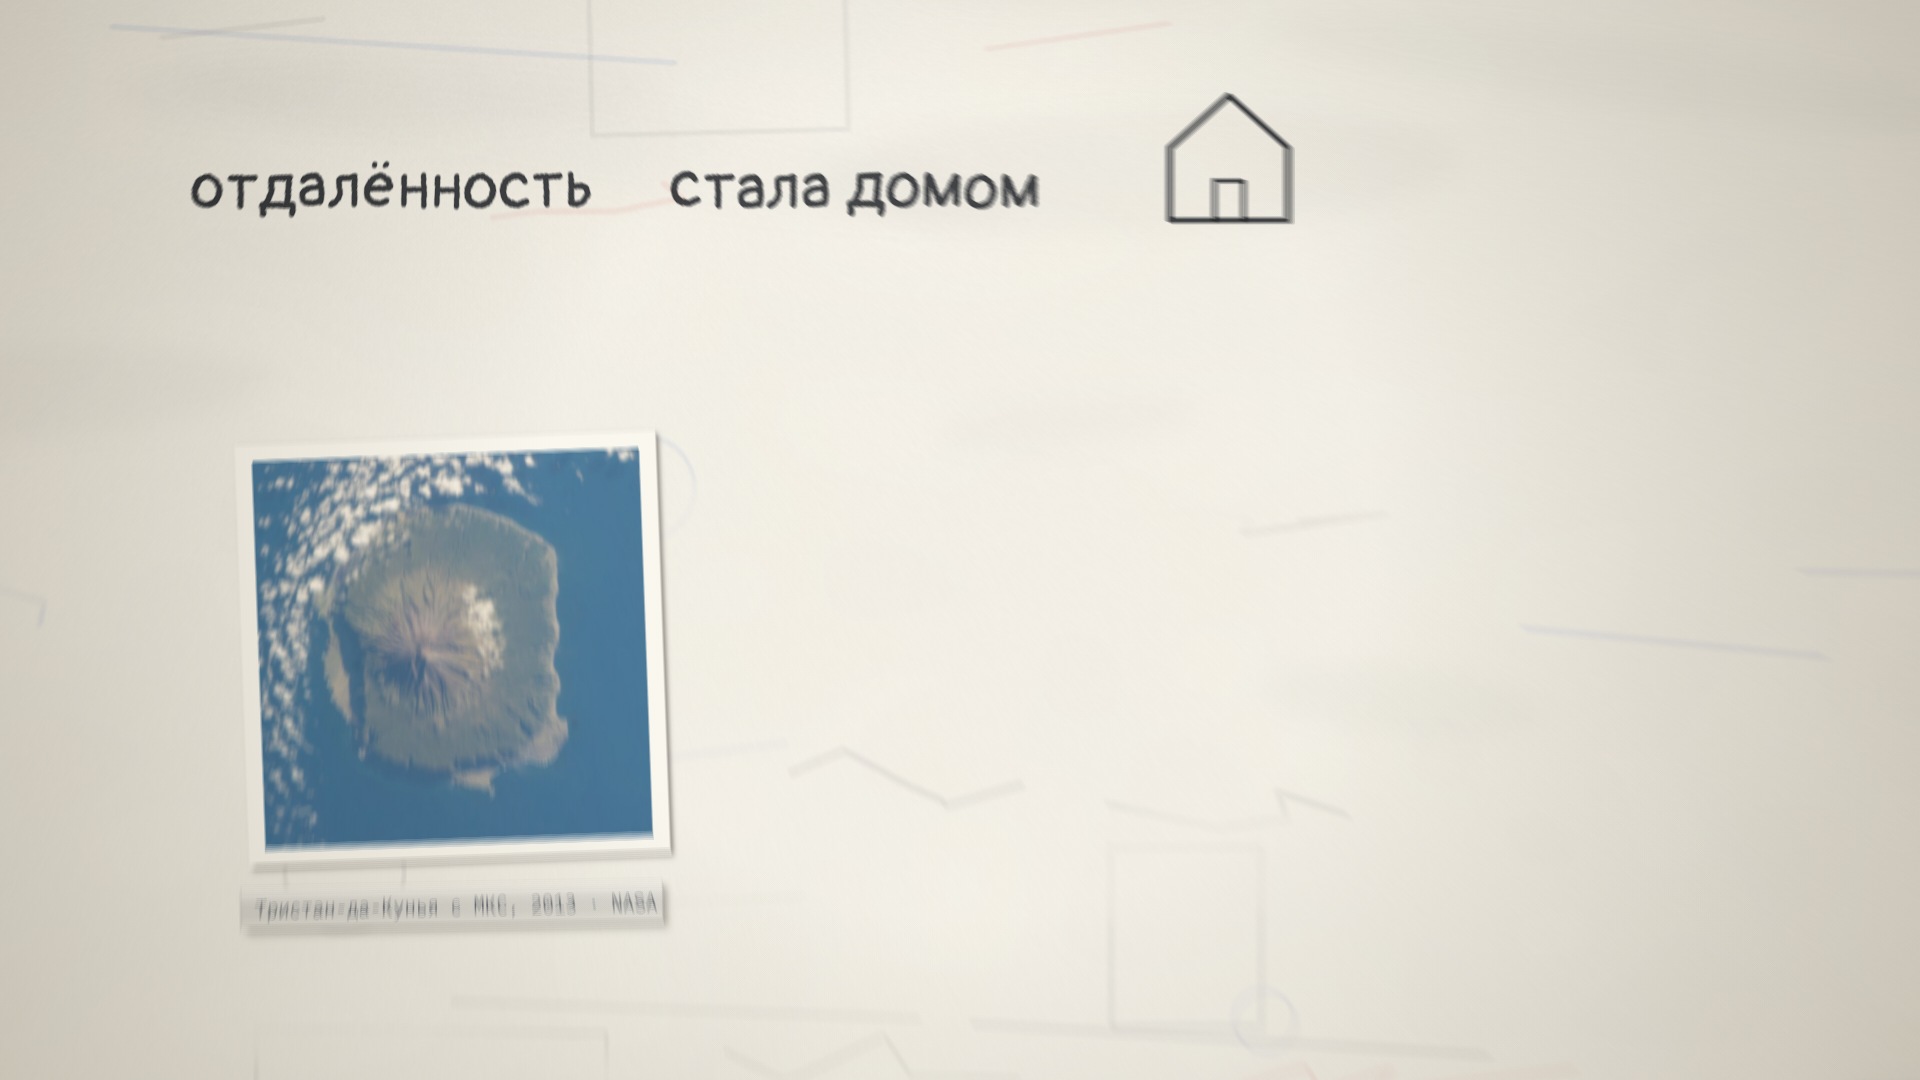 отдалённость стала домом
Тристан-да-Кунья с МКС, 2013 · NASA